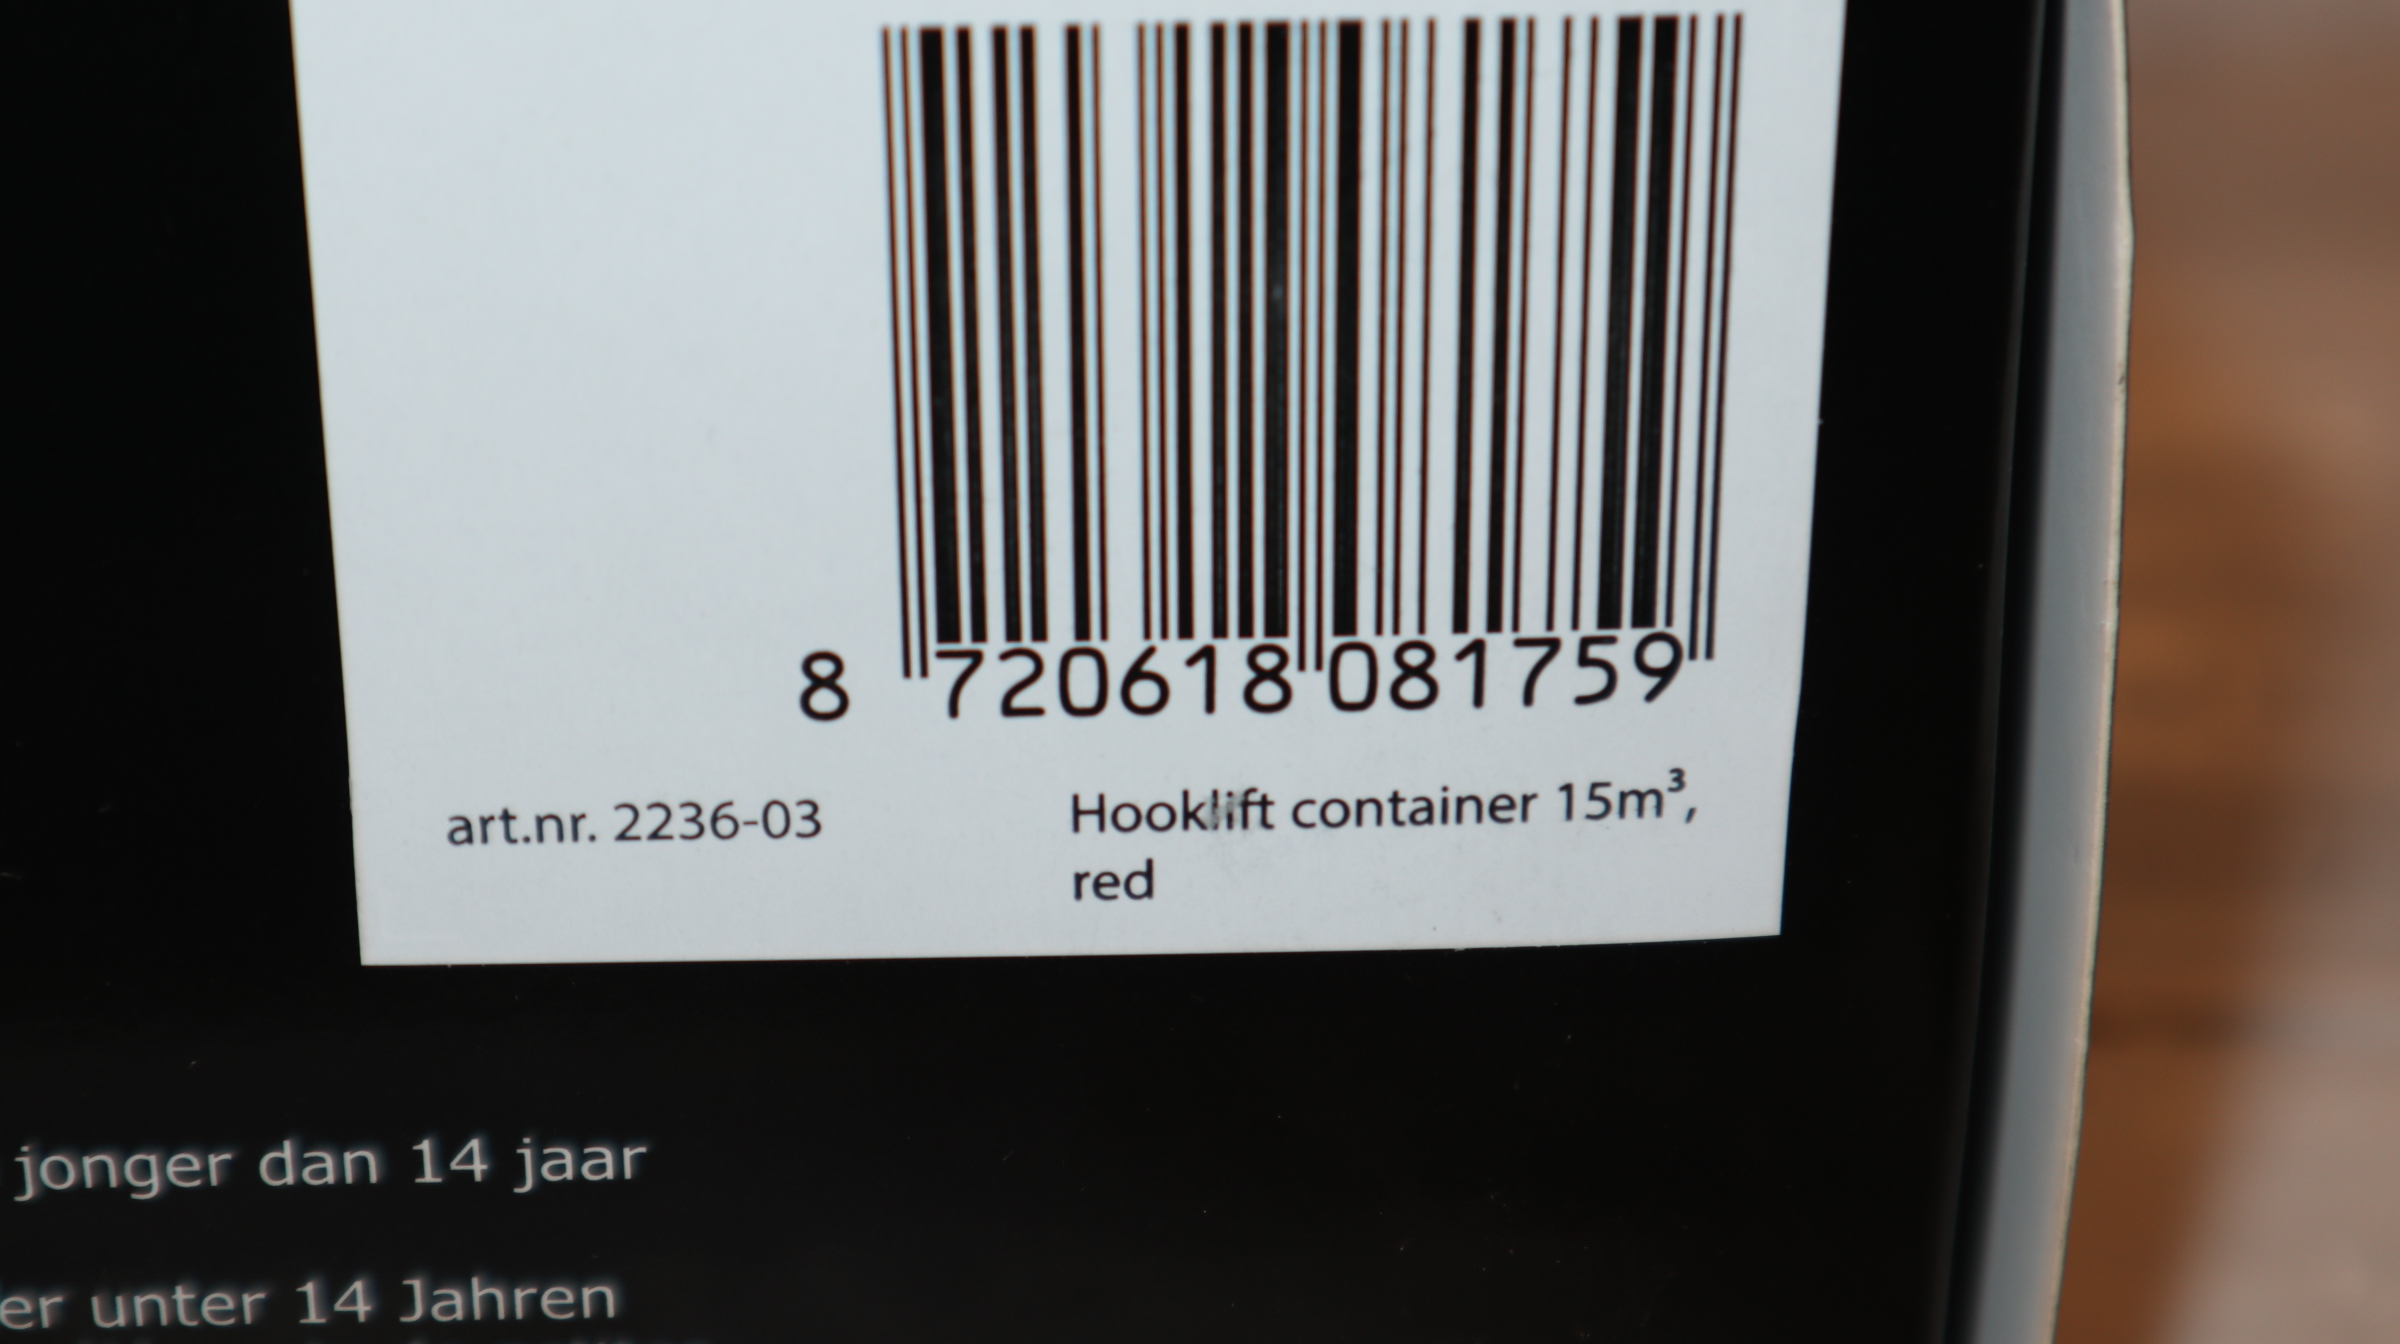 8 720618 081759
art.nr. 2236-03
Hooklift container 15m³,
red
jonger dan 14 jaar
er unter 14 Jahren